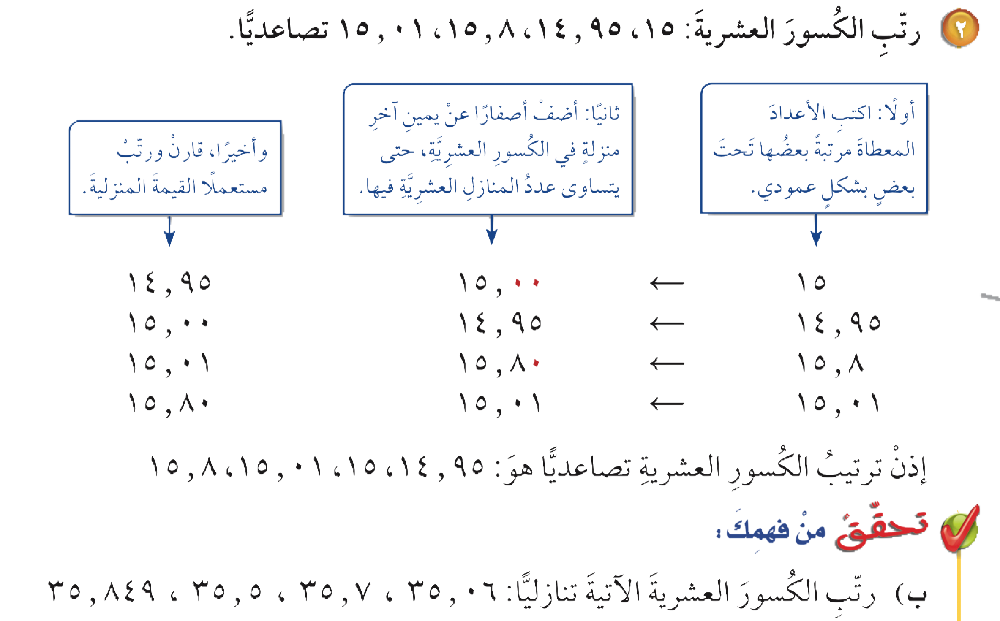 ٢ رتّبِ الكُسورَ العشريةَ: ١٥، ١٤,٩٥، ١٥,٨، ١٥,٠١ تصاعديًّا.
أولًا: اكتبِ الأعدادَ
المعطاةَ مرتبةً بعضُها تَحتَ
بعضٍ بشكلٍ عمودي.
ثانيًا: أضفْ أصفارًا عنْ يمينِ آخرِ
منزلةٍ في الكُسورِ العشرِيَّةِ، حتى
يتساوى عددُ المنازلِ العشرِيَّةِ فيها.
وأخيرًا، قارنْ ورتّبْ
مستعملًا القيمةَ المنزليةَ.
١٥ ← ١٥,٠٠ ١٤,٩٥
١٤,٩٥ ← ١٤,٩٥ ١٥,٠٠
١٥,٨ ← ١٥,٨٠ ١٥,٠١
١٥,٠١ ← ١٥,٠١ ١٥,٨٠
إذنْ ترتيبُ الكُسورِ العشريةِ تصاعديًّا هوَ: ١٤,٩٥، ١٥، ١٥,٠١، ١٥,٨
تحقّقْ منْ فهمِكَ:
ب) رتّبِ الكُسورَ العشريةَ الآتيةَ تنازليًّا: ٣٥,٠٦ ، ٣٥,٧ ، ٣٥,٥ ، ٣٥,٨٤٩